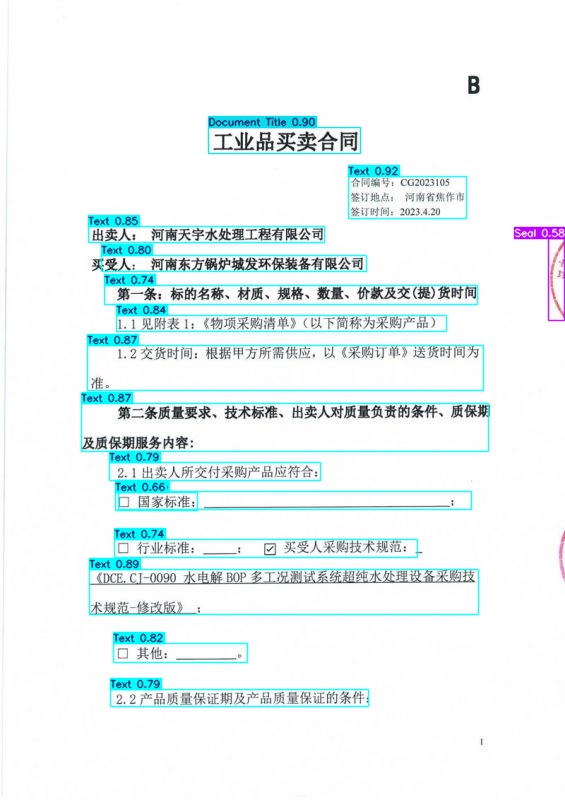 B
Document Title 0.90
工业品买卖合同
Text 0.92
合同编号：CG2023105
签订地点： 河南省焦作市
签订时间：2023.4.20
Text 0.85
出卖人： 河南天宇水处理工程有限公司
Text 0.80
买受人： 河南东方锅炉城发环保装备有限公司
Seal 0.58
Text 0.74
第一条：标的名称、材质、规格、数量、价款及交(提)货时间
Text 0.84
1.1 见附表 1：《物项采购清单》（以下简称为采购产品）
Text 0.87
1.2 交货时间：根据甲方所需供应，以《采购订单》送货时间为
准。
Text 0.87
第二条质量要求、技术标准、出卖人对质量负责的条件、质保期
及质保期服务内容:
Text 0.79
2.1 出卖人所交付采购产品应符合：
Text 0.66
☐ 国家标准：________________________________；
Text 0.74
☐ 行业标准：_____； ☑ 买受人采购技术规范：_
Text 0.89
《DCE.CJ-0090 水电解 BOP 多工况测试系统超纯水处理设备采购技
术规范-修改版》 ；
Text 0.82
☐ 其他：________。
Text 0.79
2.2 产品质量保证期及产品质量保证的条件：
1